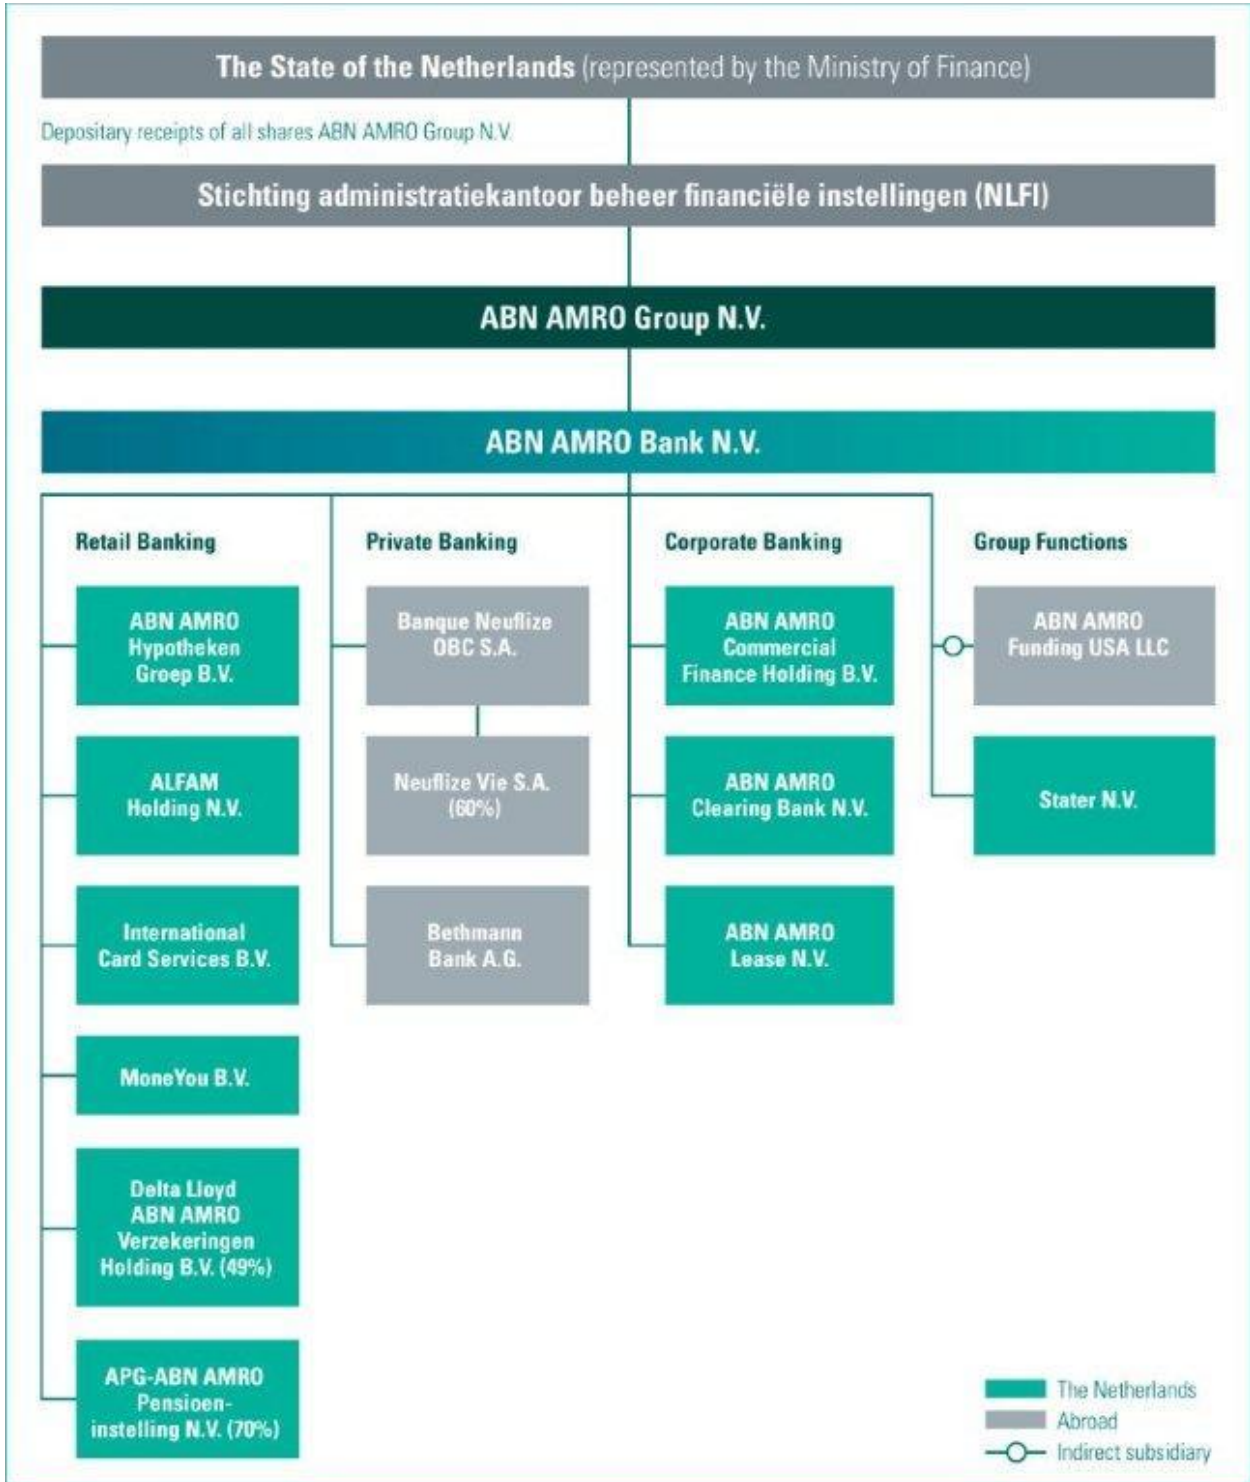 The State of the Netherlands (represented by the Ministry of Finance)
Depositary receipts of all shares ABN AMRO Group N.V.
Stichting administratiekantoor beheer financiële instellingen (NLFI)
ABN AMRO Group N.V.
ABN AMRO Bank N.V.
Retail Banking
ABN AMRO
Hypotheken
Groep B.V.
ALFAM
Holding N.V.
International
Card Services B.V.
MoneYou B.V.
Delta Lloyd
ABN AMRO
Verzekeringen
Holding B.V. (49%)
APG-ABN AMRO
Pensioen-
instelling N.V. (70%)
Private Banking
Banque Neuflize
OBC S.A.
Neuflize Vie S.A.
(60%)
Bethmann
Bank A.G.
Corporate Banking
ABN AMRO
Commercial
Finance Holding B.V.
ABN AMRO
Clearing Bank N.V.
ABN AMRO
Lease N.V.
Group Functions
ABN AMRO
Funding USA LLC
Stater N.V.
The Netherlands
Abroad
Indirect subsidiary